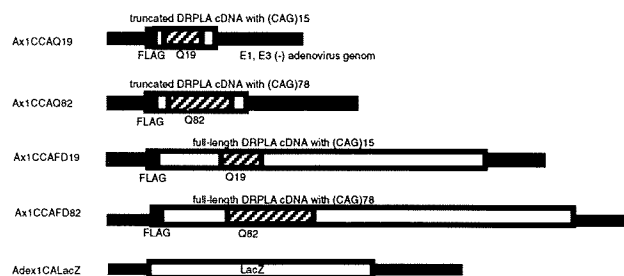 truncated DRPLA cDNA with (CAG)15
Ax1CCAQ19
FLAG Q19 E1, E3 (-) adenovirus genom
truncated DRPLA cDNA with (CAG)78
Ax1CCAQ82
FLAG Q82
full-length DRPLA cDNA with (CAG)15
Ax1CCAFD19
FLAG Q19
full-length DRPLA cDNA with (CAG)78
Ax1CCAFD82
FLAG Q82
Adex1CALacZ LacZ